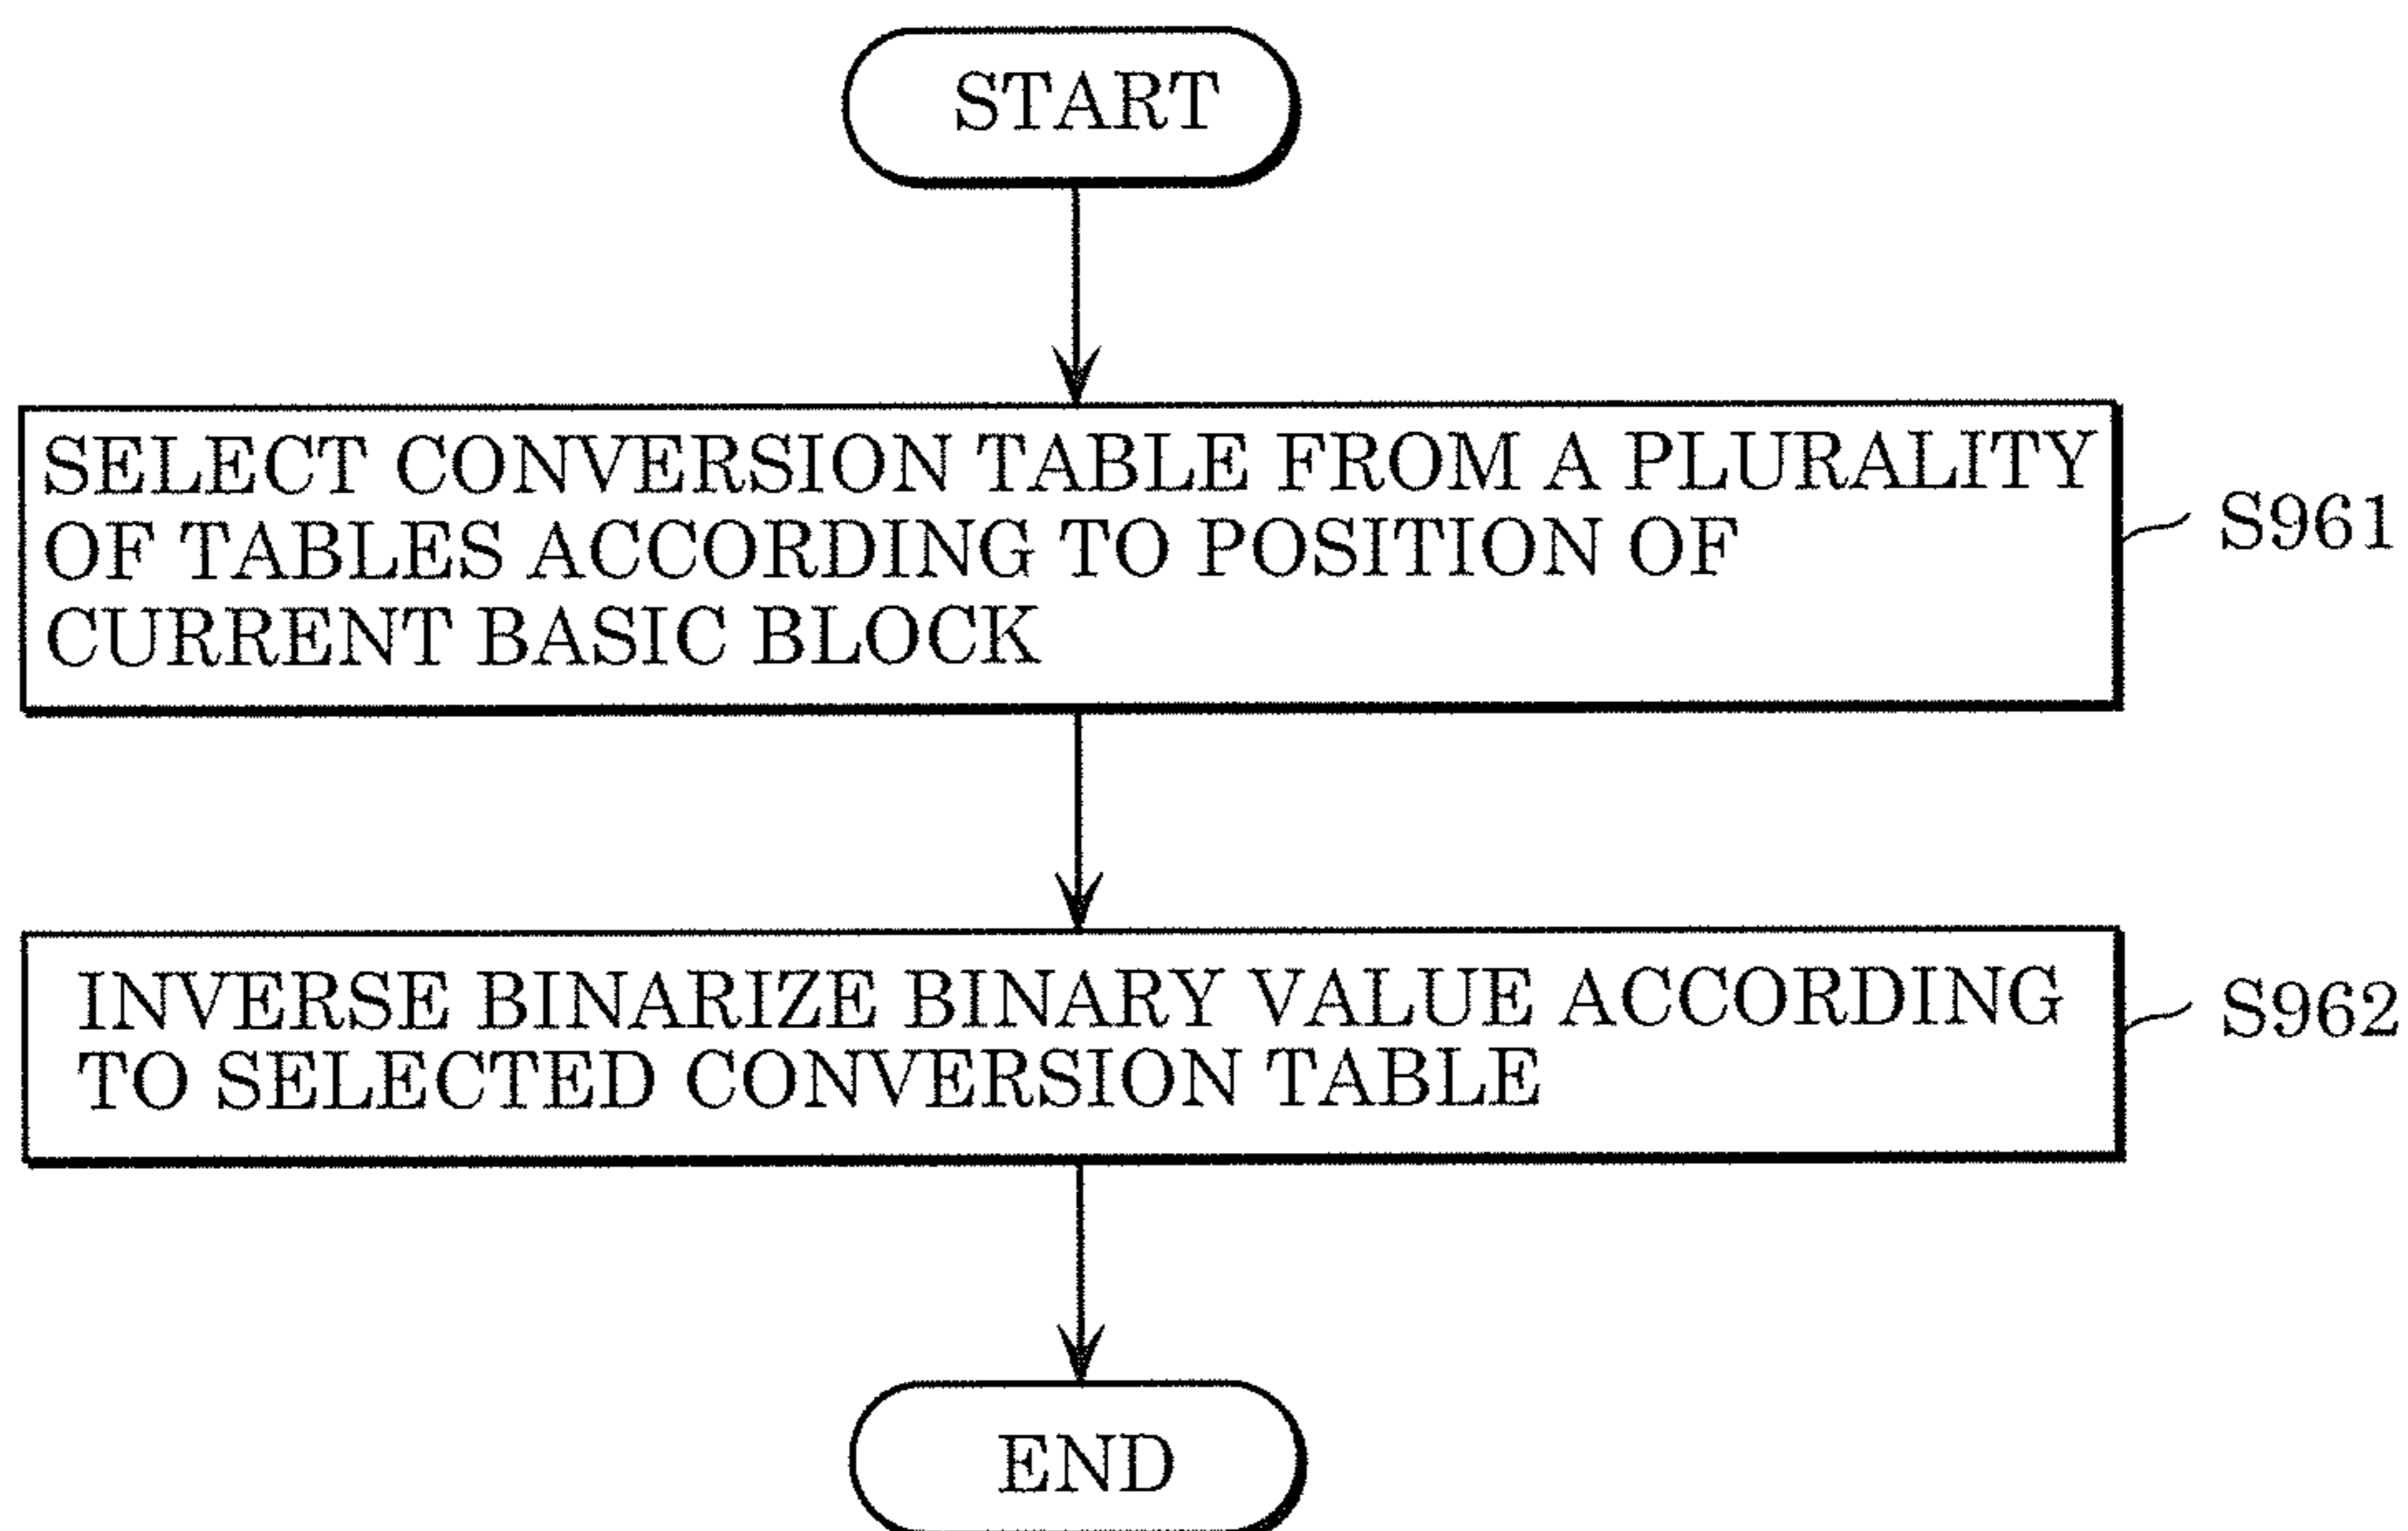 START
SELECT CONVERSION TABLE FROM A PLURALITY
OF TABLES ACCORDING TO POSITION OF
CURRENT BASIC BLOCK
S961
INVERSE BINARIZE BINARY VALUE ACCORDING
TO SELECTED CONVERSION TABLE
S962
END